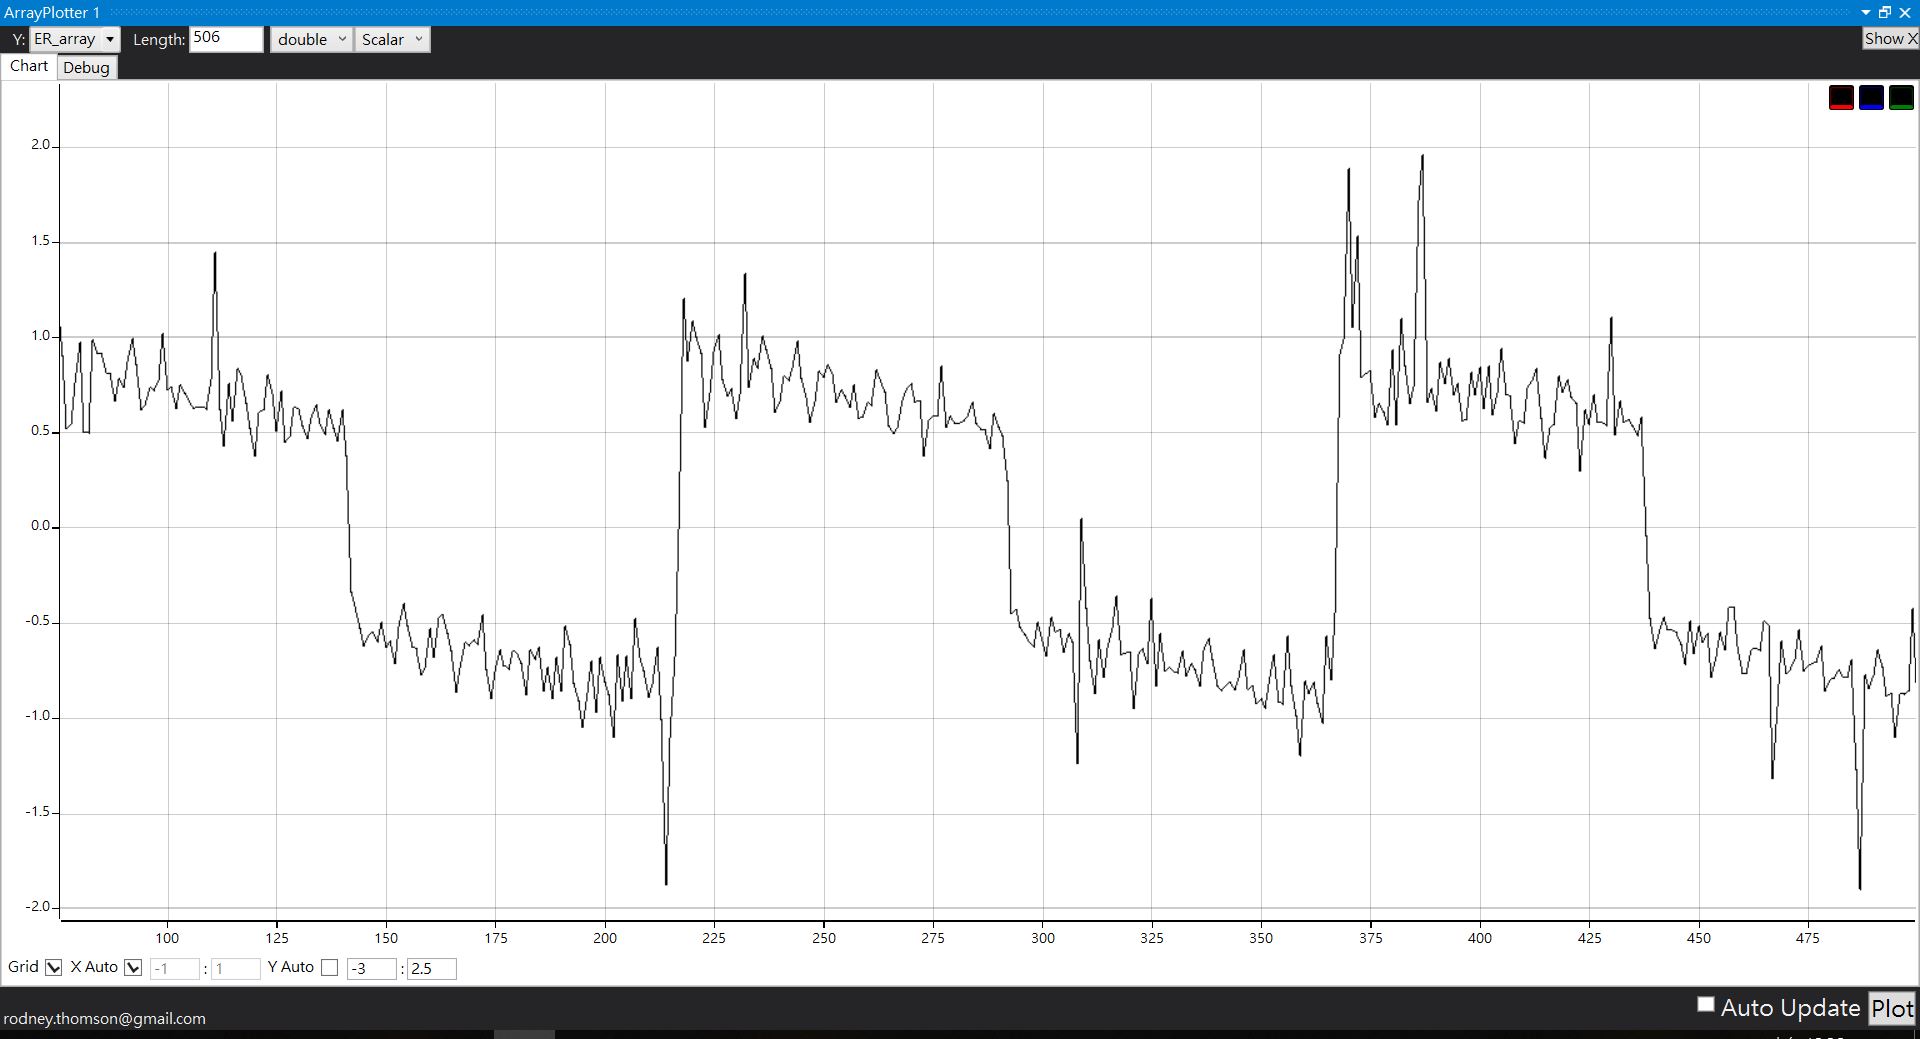 ArrayPlotter 1
Y: ER_array Length: 506 double Scalar Show X
Chart Debug
2.0
1.5
1.0
0.5
0.0
-0.5
-1.0
-1.5
-2.0
100 125 150 175 200 225 250 275 300 325 350 375 400 425 450 475
Grid X Auto -1 : 1 Y Auto -3 : 2.5
Auto Update Plot
rodney.thomson@gmail.com